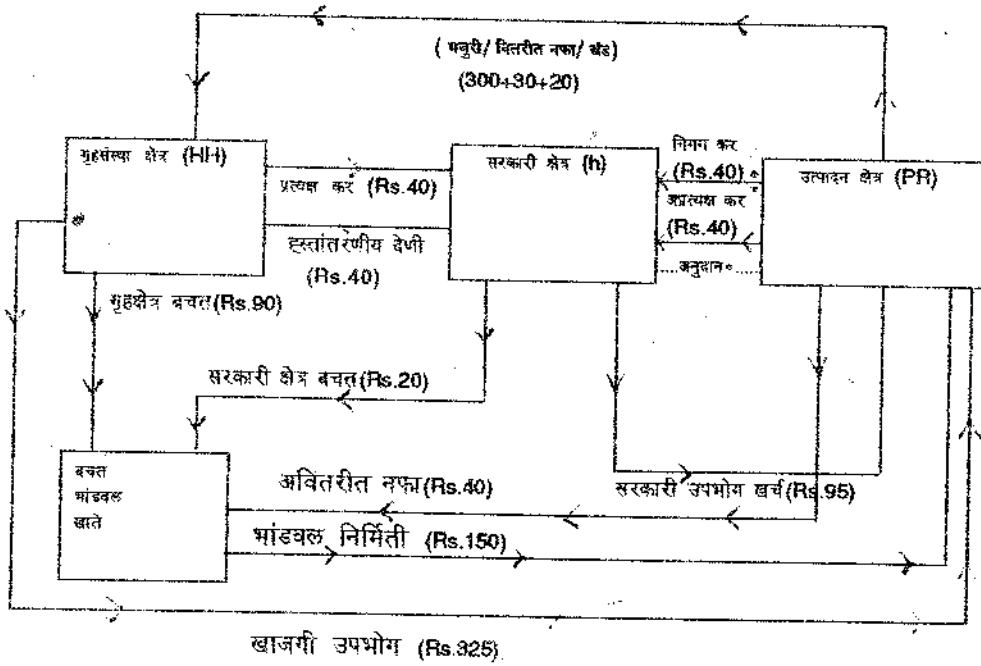 ( मजुरी/ वितरीत नफा/ खंड)
(300+30+20)
गृहसंस्था क्षेत्र (HH)
सरकारी क्षेत्र (h)
निगम कर
(Rs.40)
उत्पादन क्षेत्र (PR)
प्रत्यक्ष कर (Rs.40)
अप्रत्यक्ष कर
(Rs.40)
हस्तांतरणीय देणी
(Rs.40)
अनुदान
गृहक्षेत्र बचत(Rs.90)
सरकारी क्षेत्र बचत(Rs.20)
बचत
भांडवल
खाते
अवितरीत नफा(Rs.40)
सरकारी उपभोग खर्च(Rs.95)
भांडवल निर्मिती (Rs.150)
खाजगी उपभोग (Rs.325)